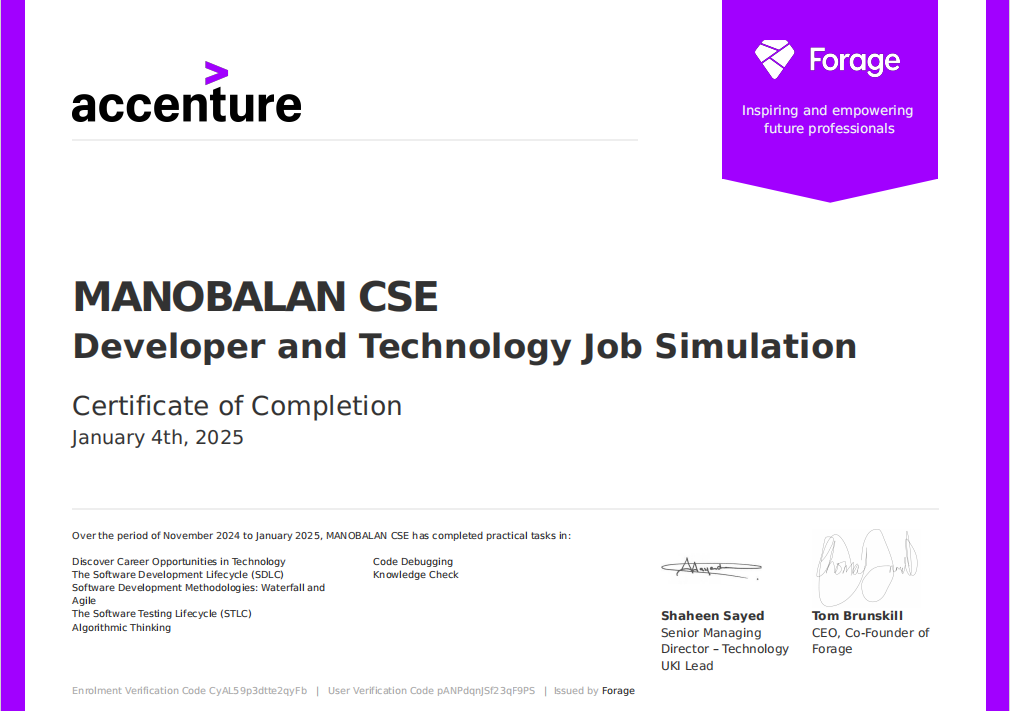 accenture
Forage
Inspiring and empowering
future professionals
MANOBALAN CSE
Developer and Technology Job Simulation
Certificate of Completion
January 4th, 2025
Over the period of November 2024 to January 2025, MANOBALAN CSE has completed practical tasks in:
Discover Career Opportunities in Technology
The Software Development Lifecycle (SDLC)
Software Development Methodologies: Waterfall and
Agile
The Software Testing Lifecycle (STLC)
Algorithmic Thinking
Code Debugging
Knowledge Check
Shaheen Sayed
Senior Managing
Director – Technology
UKI Lead
Tom Brunskill
CEO, Co-Founder of
Forage
Enrolment Verification Code CyAL59p3dtte2qyFb | User Verification Code pANPdqnJSf23qF9PS | Issued by Forage